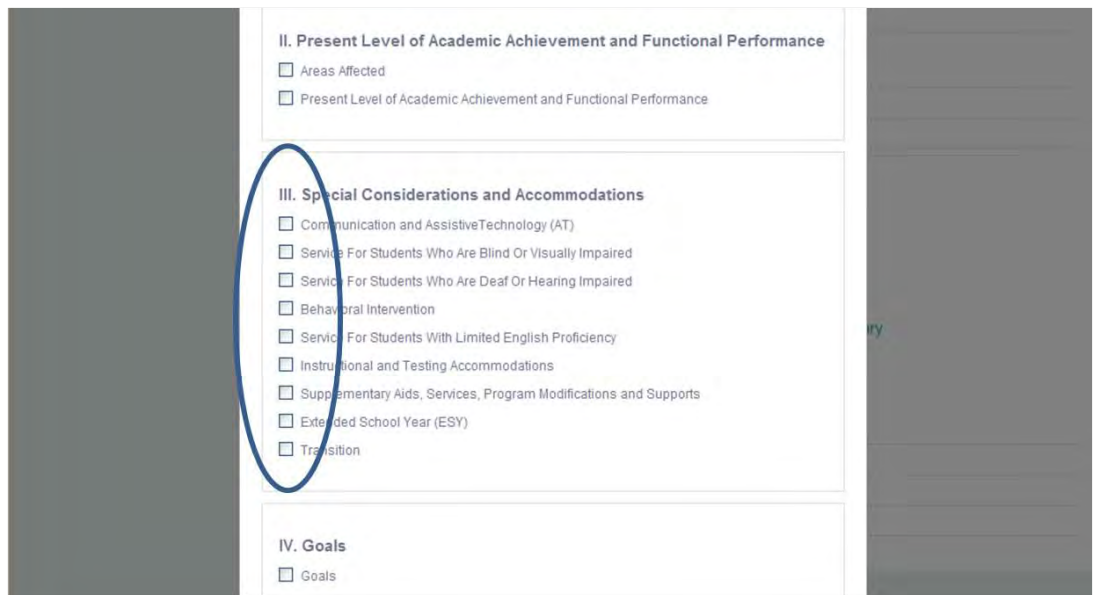 II. Present Level of Academic Achievement and Functional Performance
Areas Affected
Present Level of Academic Achievement and Functional Performance
III. Special Considerations and Accommodations
Communication and AssistiveTechnology (AT)
Service For Students Who Are Blind Or Visually Impaired
Service For Students Who Are Deaf Or Hearing Impaired
Behavioral Intervention
Service For Students With Limited English Proficiency
Instructional and Testing Accommodations
Supplementary Aids, Services, Program Modifications and Supports
Extended School Year (ESY)
Transition
IV. Goals
Goals